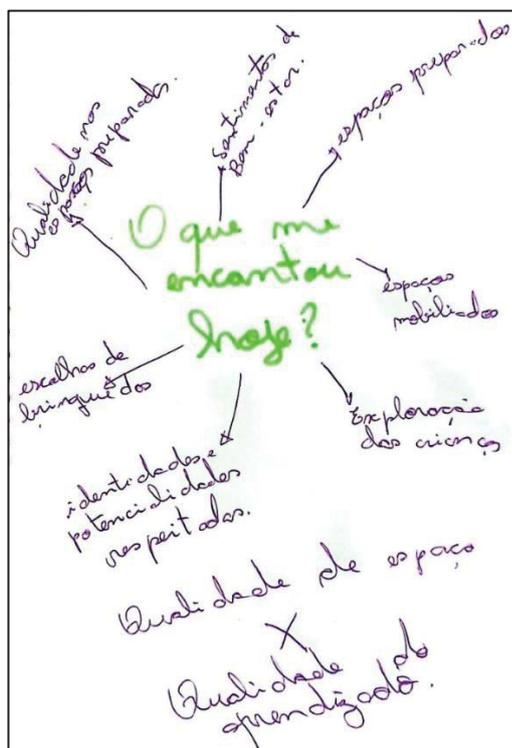 Qualidade nos
espaços preparados.
Sentimentos de
Bem-estar.
espaços preparados
O que me
encantou
hoje?
espaços
mobiliados
escolhas de
brinquedos
Exploração
das crianças
identidades e
potencialidades
respeitadas.
Qualidade de espaço
X
Qualidade do
aprendizado.